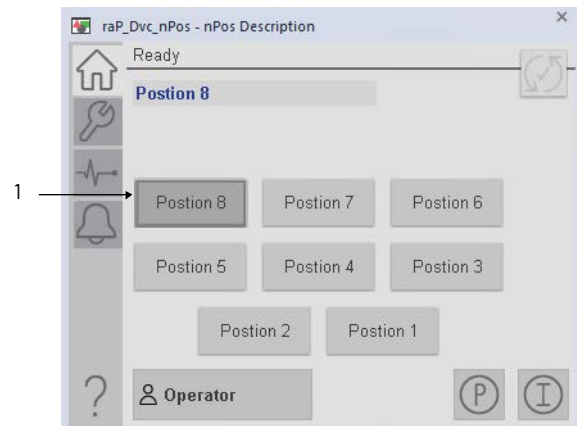 raP_Dvc_nPos - nPos Description
Ready
Postion 8
1
Postion 8 Postion 7 Postion 6
Postion 5 Postion 4 Postion 3
Postion 2 Postion 1
? Operator P I